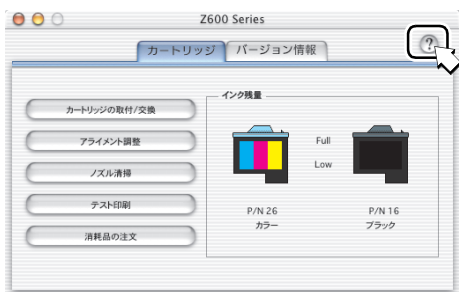 Z600 Series
カートリッジ バージョン情報
?
インク残量
カートリッジの取付/交換
アライメント調整
ノズル清掃
テスト印刷
消耗品の注文
Full
Low
P/N 26
カラー
P/N 16
ブラック